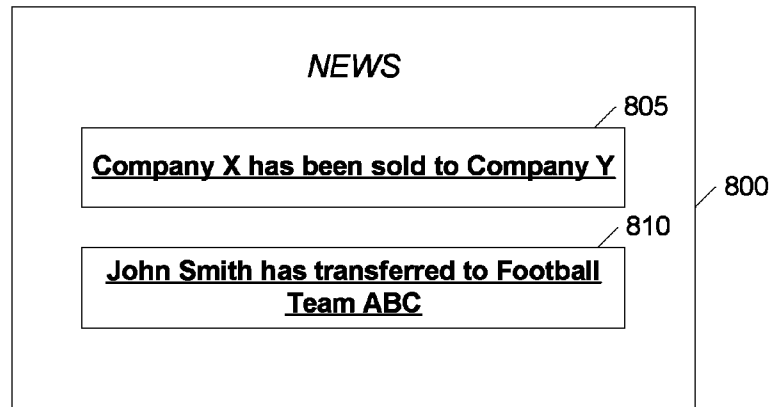 NEWS
805
Company X has been sold to Company Y
800
810
John Smith has transferred to Football
Team ABC